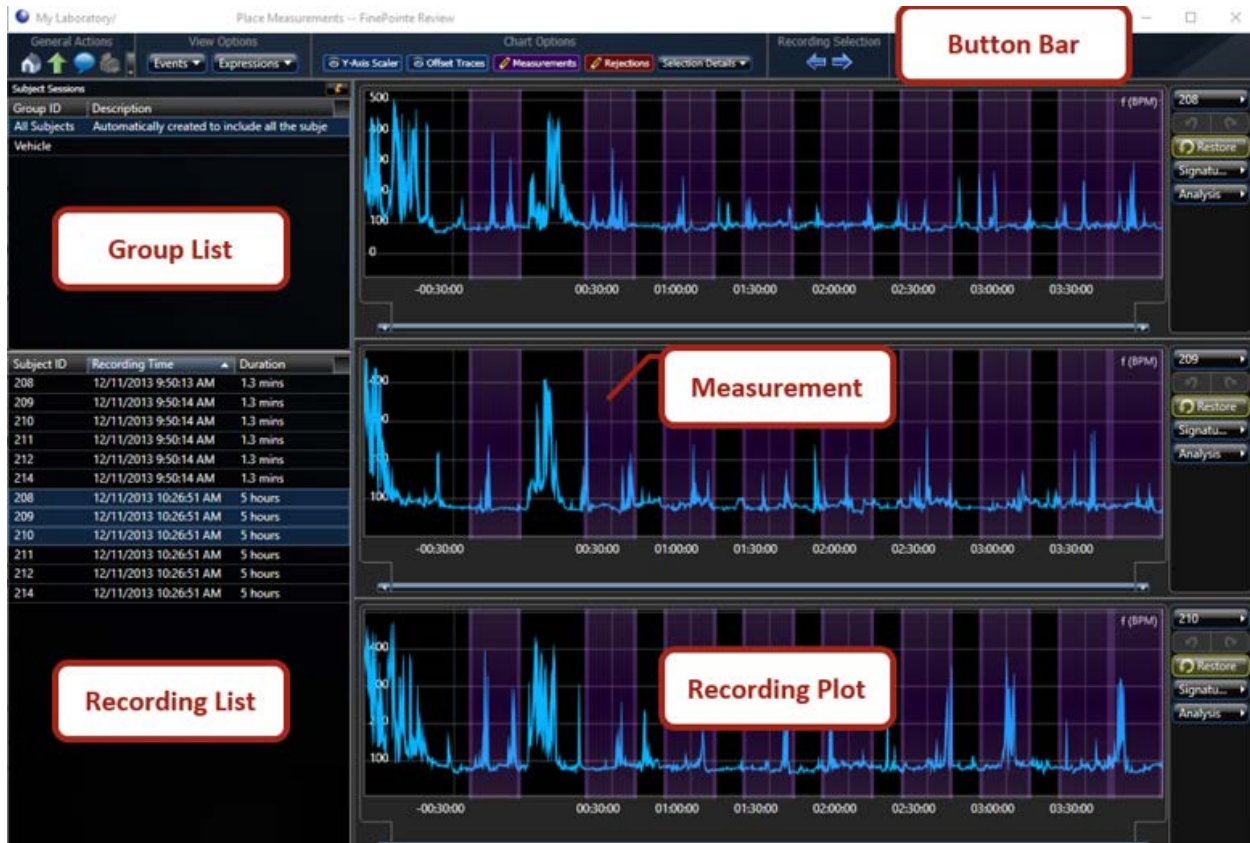 My Laboratory/ Place Measurements -- FinePointe Review
Button Bar
General Actions View Options Chart Options Recording Selection
Events Expressions Y-Axis Scaler Offset Traces Measurements Rejections Selection Details
Subject Sessions
Group ID Description
All Subjects Automatically created to include all the subje
Vehicle
Group List
500
f (BPM)
100
0
-00:30:00 00:30:00 01:00:00 01:30:00 02:00:00 02:30:00 03:00:00 03:30:00
208
Restore
Signatu...
Analysis
Subject ID Recording Time Duration
208 12/11/2013 9:50:13 AM 1.3 mins
209 12/11/2013 9:50:14 AM 1.3 mins
210 12/11/2013 9:50:14 AM 1.3 mins
211 12/11/2013 9:50:14 AM 1.3 mins
212 12/11/2013 9:50:14 AM 1.3 mins
214 12/11/2013 9:50:14 AM 1.3 mins
208 12/11/2013 10:26:51 AM 5 hours
209 12/11/2013 10:26:51 AM 5 hours
210 12/11/2013 10:26:51 AM 5 hours
211 12/11/2013 10:26:51 AM 5 hours
212 12/11/2013 10:26:51 AM 5 hours
214 12/11/2013 10:26:51 AM 5 hours
Recording List
f (BPM)
Measurement
100
-00:30:00 00:30:00 01:00:00 01:30:00 02:00:00 02:30:00 03:00:00 03:30:00
209
Restore
Signatu...
Analysis
f (BPM)
Recording Plot
100
-00:30:00 00:30:00 01:00:00 01:30:00 02:00:00 02:30:00 03:00:00 03:30:00
210
Restore
Signatu...
Analysis